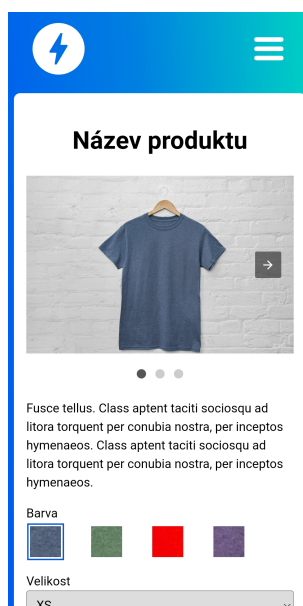 Název produktu
Fusce tellus. Class aptent taciti sociosqu ad
litora torquent per conubia nostra, per inceptos
hymenaeos. Class aptent taciti sociosqu ad
litora torquent per conubia nostra, per inceptos
hymenaeos.
Barva
Velikost
XS